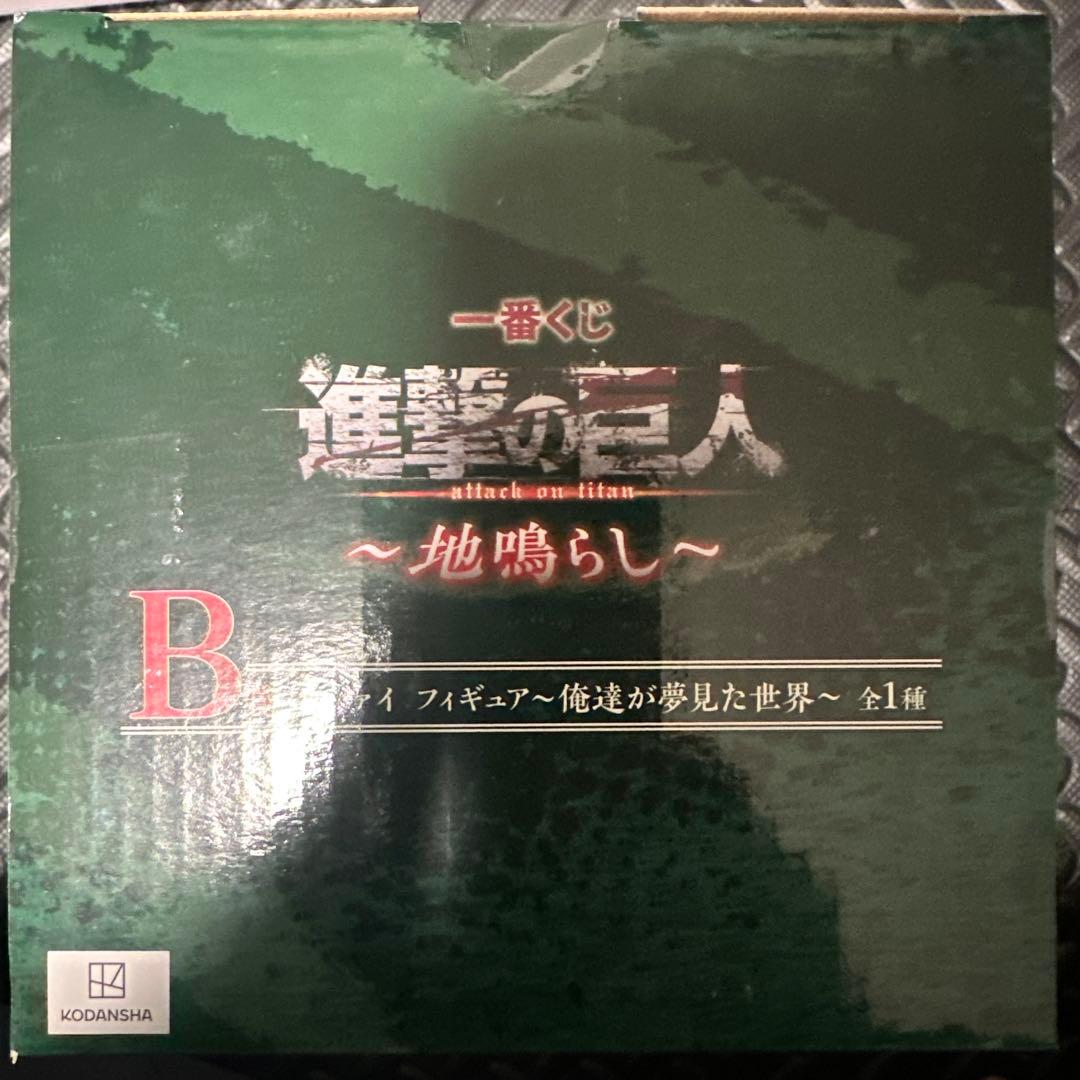 一番くじ
進撃の巨人
attack on titan
～地鳴らし～
B
ァイ フィギュア～俺達が夢見た世界～ 全1種
KODANSHA